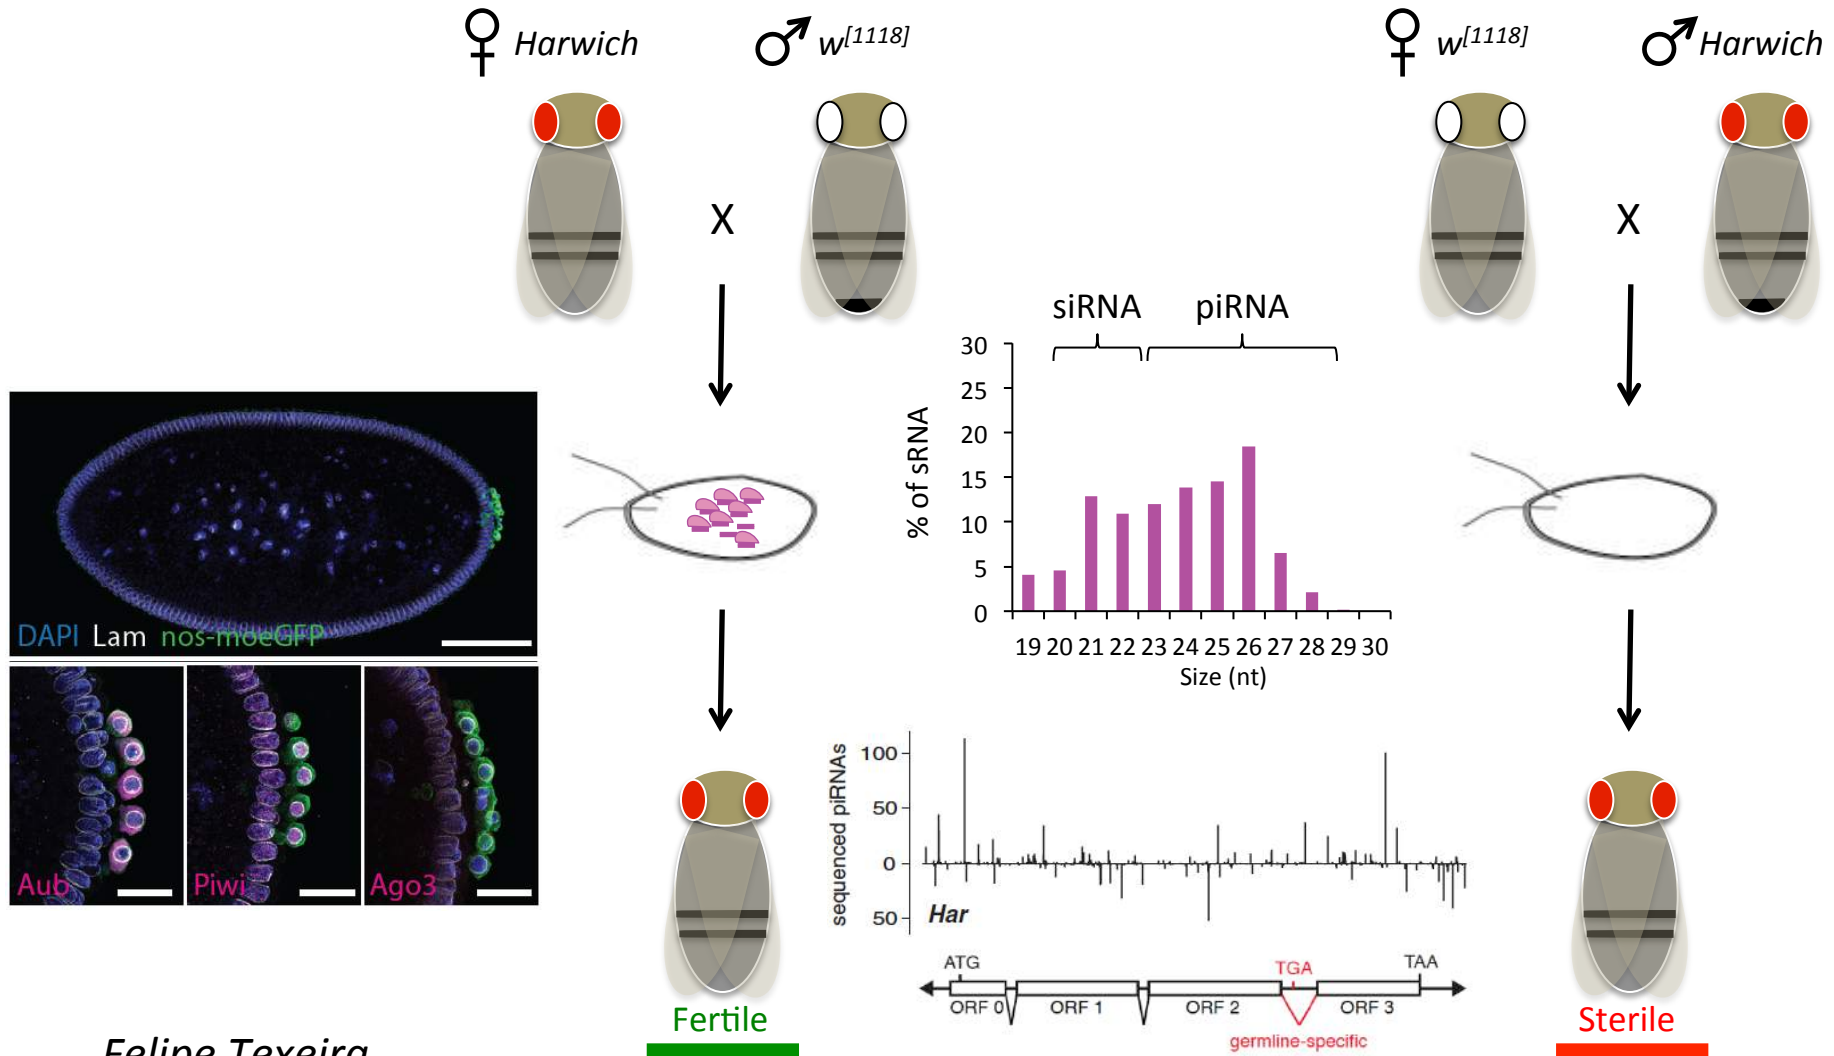 ♀ Harwich
♂ w[1118]
♀ w[1118]
♂ Harwich
X
X
siRNA
piRNA
30
25
20
15
10
5
0
% of sRNA
19 20 21 22 23 24 25 26 27 28 29 30
Size (nt)
DAPI Lam nos-moeGFP
Aub
Piwi
Ago3
sequenced piRNAs
100
50
0
50
Har
ATG
TGA
TAA
ORF 0
ORF 1
ORF 2
ORF 3
germline-specific
Fertile
Sterile
Felipe Texeira